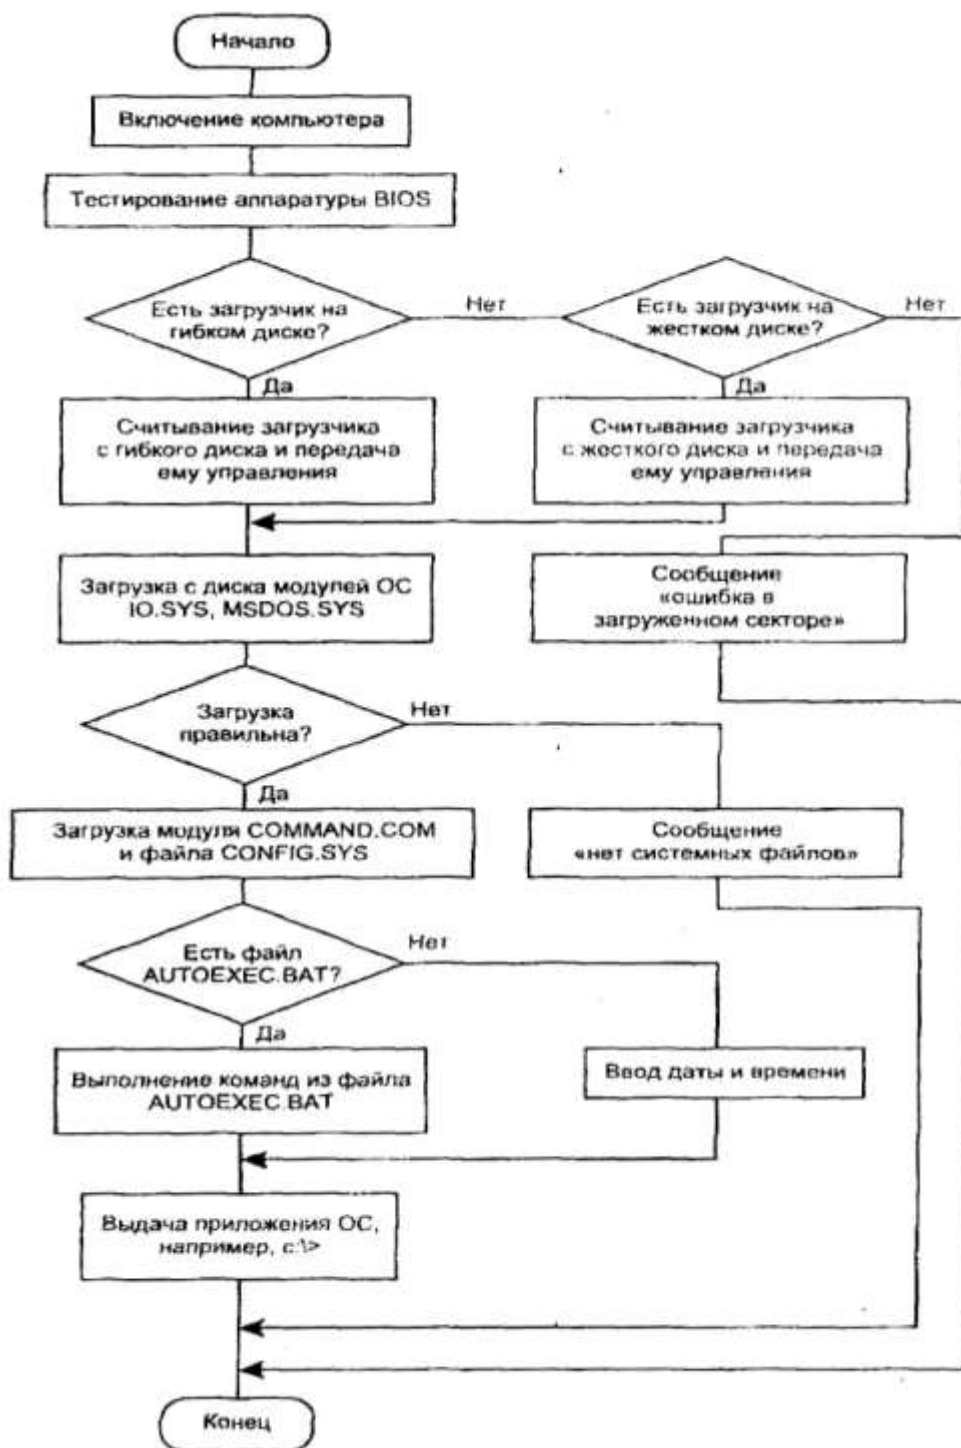 Начало
Включение компьютера
Тестирование аппаратуры BIOS
Есть загрузчик на
гибком диске?
Нет
Есть загрузчик на
жестком диске?
Нет
Да
Да
Считывание загрузчика
с гибкого диска и передача
ему управления
Считывание загрузчика
с жесткого диска и передача
ему управления
Загрузка с диска модулей ОС
IO.SYS, MSDOS.SYS
Сообщение
«ошибка в
загруженном секторе»
Загрузка
правильна?
Нет
Да
Загрузка модуля COMMAND.COM
и файла CONFIG.SYS
Сообщение
«нет системных файлов»
Есть файл
AUTOEXEC.BAT?
Нет
Да
Выполнение команд из файла
AUTOEXEC.BAT
Ввод даты и времени
Выдача приложения ОС,
например, c:\>
Конец